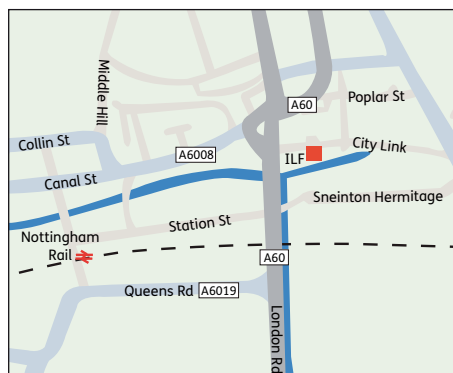 Middle Hill
A60
Poplar St
Collin St
A6008
City Link
ILF
Canal St
Sneinton Hermitage
Station St
Nottingham
Rail
A60
Queens Rd
A6019
London Rd